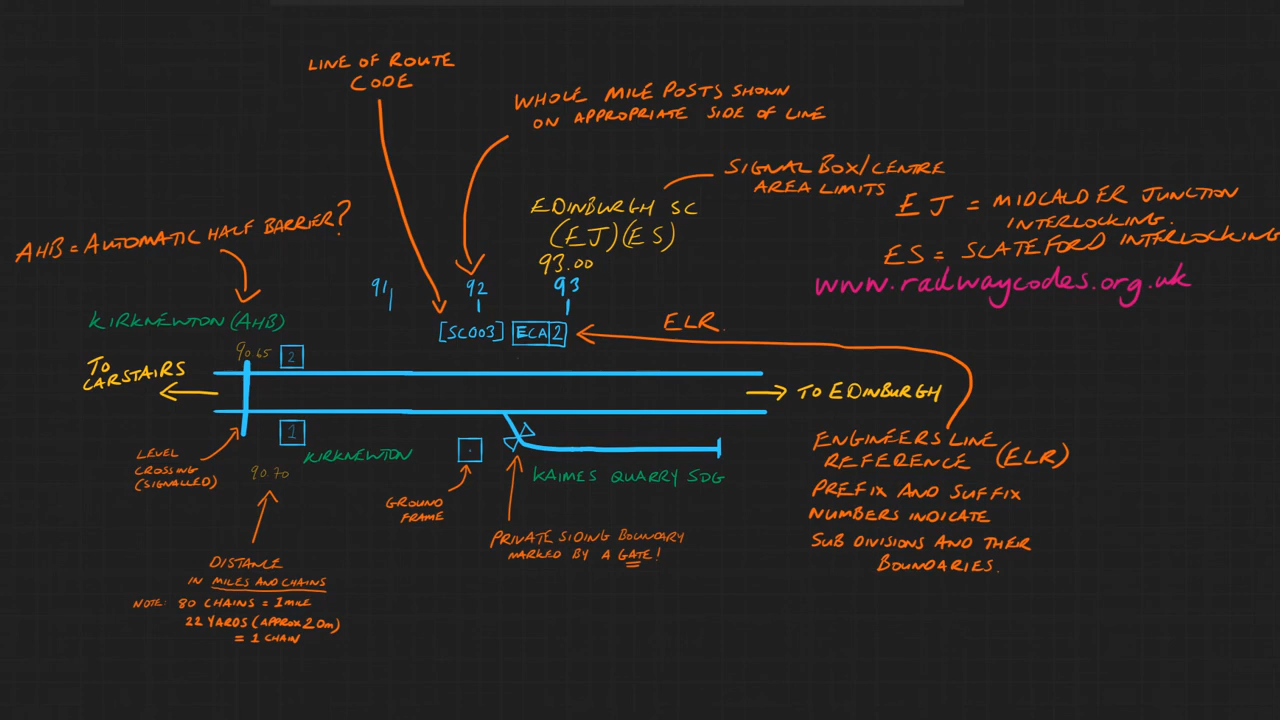 LINE OF ROUTE
CODE
WHOLE MILE POSTS SHOWN
ON APPROPRIATE SIDE OF LINE
SIGNAL BOX/CENTRE
AREA LIMITS
EJ = MIDCALDER JUNCTION
INTERLOCKING.
ES = SLATEFORD INTERLOCKING
www.railwaycodes.org.uk
EDINBURGH SC
(EJ)(ES)
93.00
AHB = AUTOMATIC HALF BARRIER?
91
92
93
KIRKNEWTON (AHB)
[SC003] ECA 2
ELR.
90.65
2
TO
CARSTAIRS
TO EDINBURGH
1
KIRKNEWTON
LEVEL
CROSSING
(SIGNALLED)
90.70
GROUND
FRAME
KAIMES QUARRY SDG
PRIVATE SIDING BOUNDARY
MARKED BY A GATE!
ENGINEERS LINE
REFERENCE (ELR)
PREFIX AND SUFFIX
NUMBERS INDICATE
SUB DIVISIONS AND THEIR
BOUNDARIES.
DISTANCE
IN MILES AND CHAINS
NOTE: 80 CHAINS = 1 MILE
22 YARDS (APPROX 20m)
= 1 CHAIN